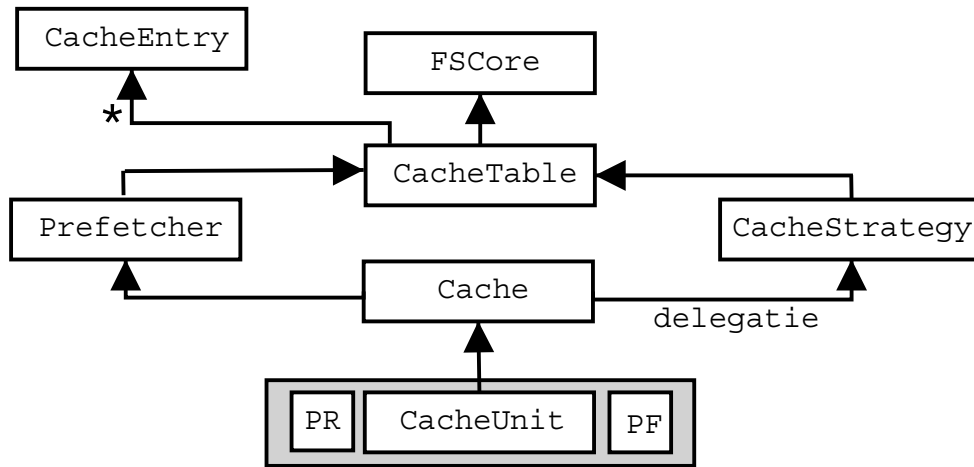 CacheEntry
FSCore
*
CacheTable
Prefetcher
CacheStrategy
Cache
delegatie
PR
CacheUnit
PF